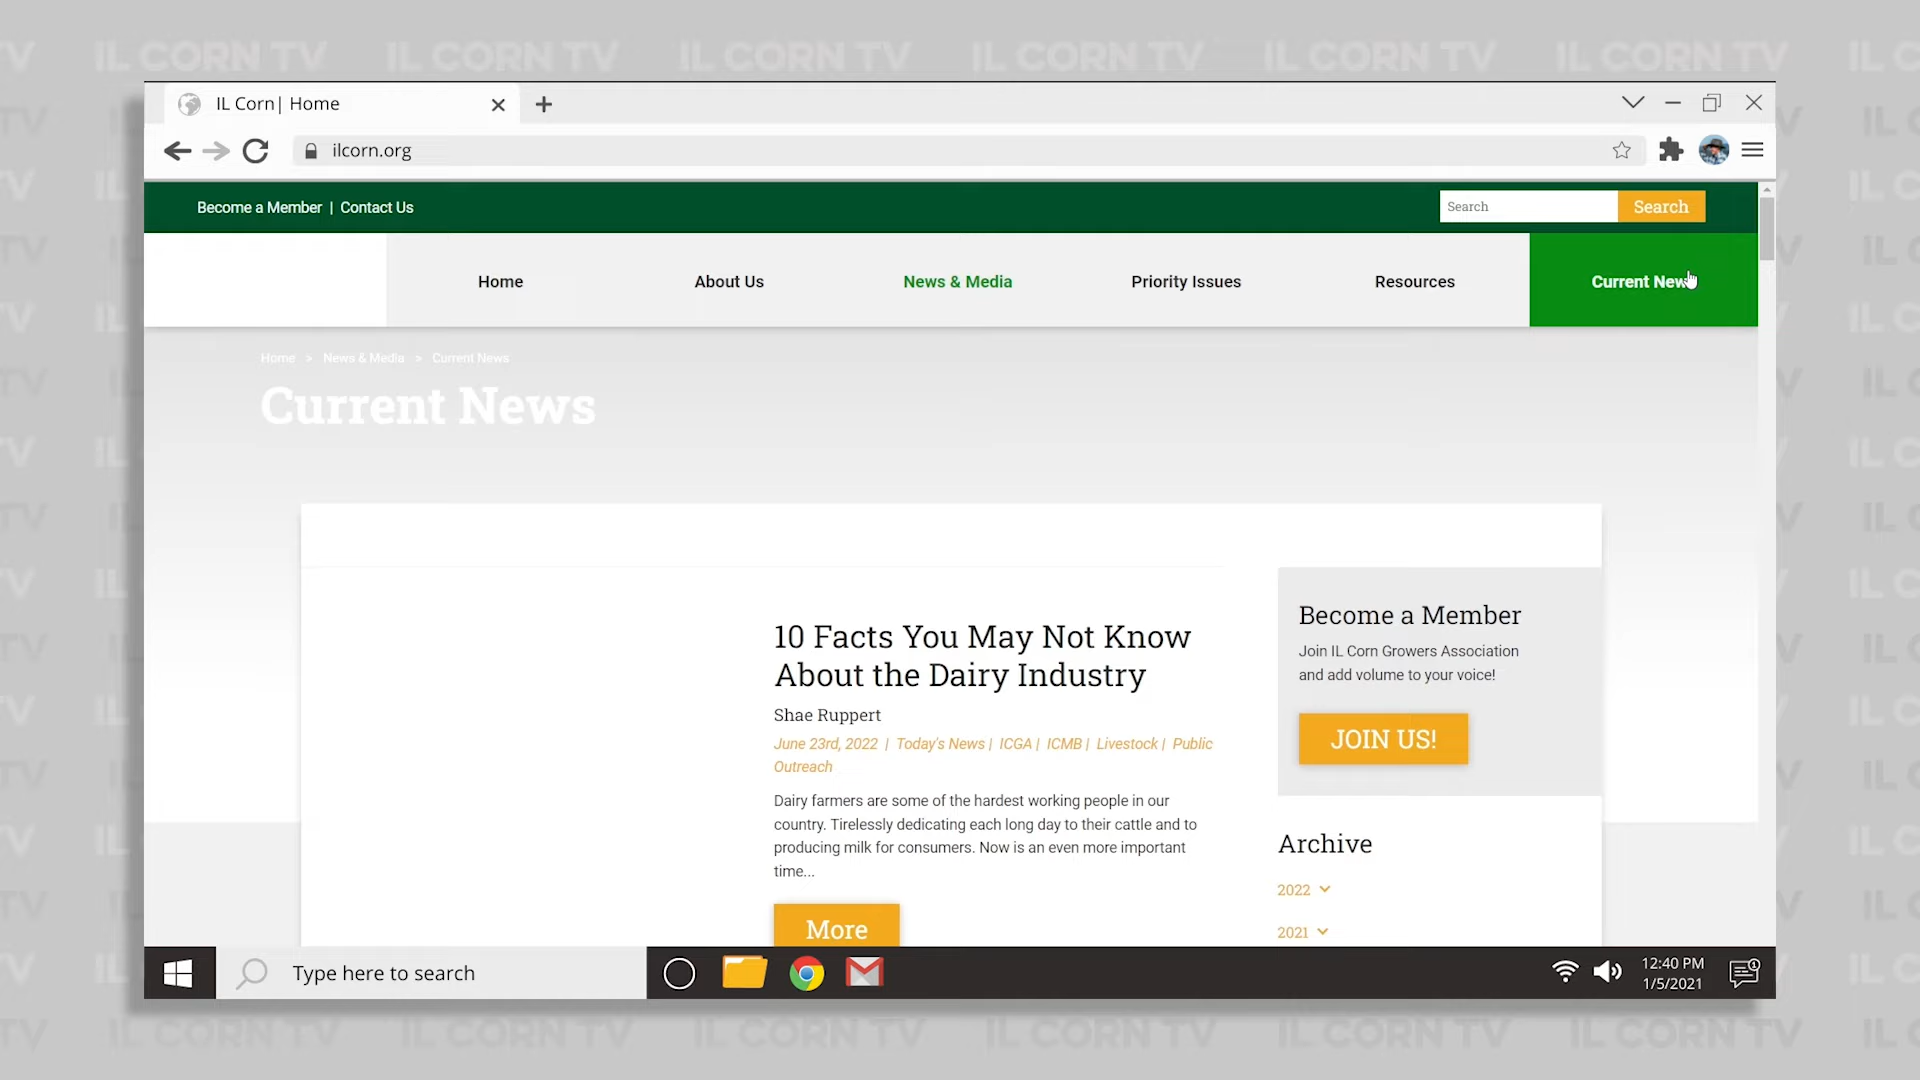 IL CORN TV IL CORN TV IL CORN TV IL CORN TV IL CORN TV IL CORN TV
IL Corn| Home
ilcorn.org
Become a Member | Contact Us
Search
Search
Home
About Us
News & Media
Priority Issues
Resources
Current News
Home > News & Media > Current News
Current News
10 Facts You May Not Know
About the Dairy Industry
Shae Ruppert
June 23rd, 2022 | Today's News | ICGA | ICMB | Livestock | Public
Outreach
Dairy farmers are some of the hardest working people in our
country. Tirelessly dedicating each long day to their cattle and to
producing milk for consumers. Now is an even more important
time...
More
Become a Member
Join IL Corn Growers Association
and add volume to your voice!
JOIN US!
Archive
2022
2021
Type here to search
12:40 PM
1/5/2021
1
IL CORN TV IL CORN TV IL CORN TV IL CORN TV IL CORN TV IL CORN TV